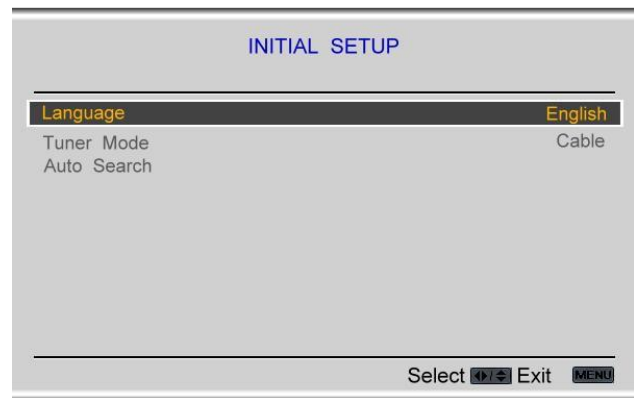 INITIAL SETUP
Language English
Tuner Mode Cable
Auto Search
Select Exit MENU